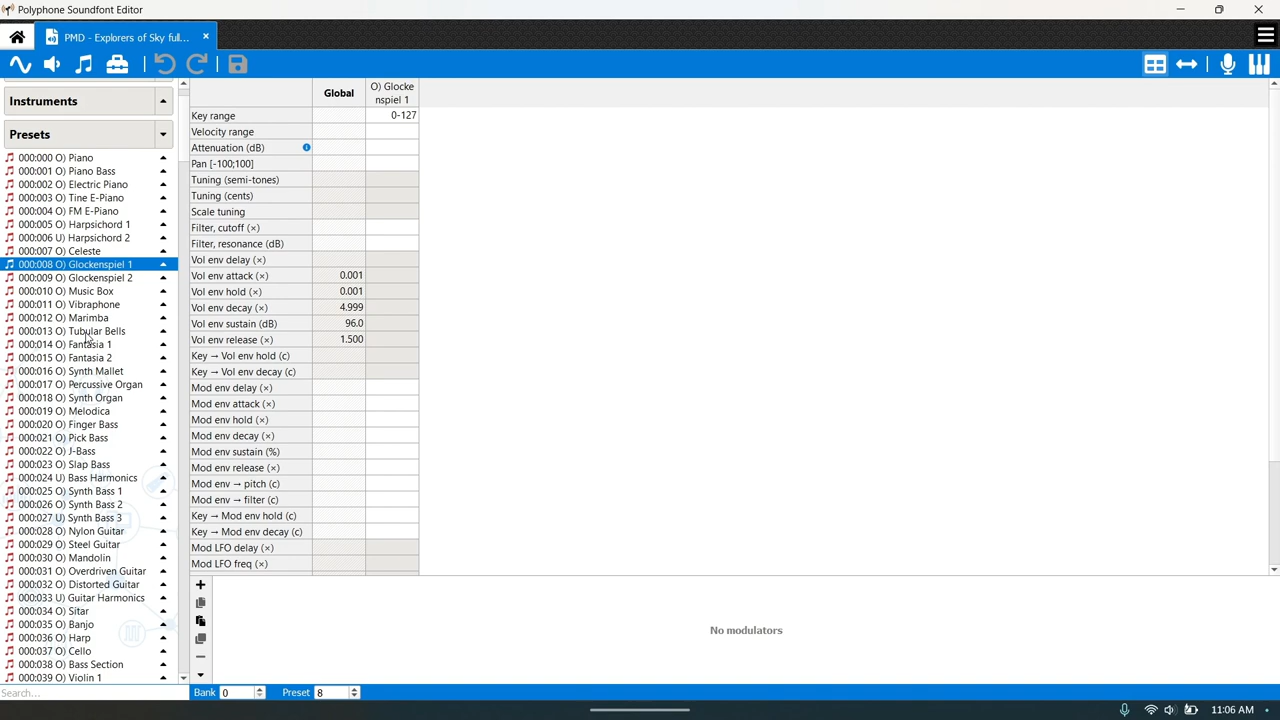 Polyphone Soundfont Editor
PMD - Explorers of Sky full...
Instruments
Presets
000:000 O) Piano
000:001 O) Piano Bass
000:002 O) Electric Piano
000:003 O) Tine E-Piano
000:004 O) FM E-Piano
000:005 O) Harpsichord 1
000:006 U) Harpsichord 2
000:007 O) Celeste
000:008 O) Glockenspiel 1
000:009 O) Glockenspiel 2
000:010 O) Music Box
000:011 O) Vibraphone
000:012 O) Marimba
000:013 O) Tubular Bells
000:014 O) Fantasia 1
000:015 O) Fantasia 2
000:016 O) Synth Mallet
000:017 O) Percussive Organ
000:018 O) Synth Organ
000:019 O) Melodica
000:020 O) Finger Bass
000:021 O) Pick Bass
000:022 O) J-Bass
000:023 O) Slap Bass
000:024 U) Bass Harmonics
000:025 O) Synth Bass 1
000:026 O) Synth Bass 2
000:027 U) Synth Bass 3
000:028 O) Nylon Guitar
000:029 O) Steel Guitar
000:030 O) Mandolin
000:031 O) Overdriven Guitar
000:032 O) Distorted Guitar
000:033 U) Guitar Harmonics
000:034 O) Sitar
000:035 O) Banjo
000:036 O) Harp
000:037 O) Cello
000:038 O) Bass Section
000:039 O) Violin 1
Search...
Global
O) Glocke
nspiel 1
Key range 0-127
Velocity range
Attenuation (dB)
Pan [-100;100]
Tuning (semi-tones)
Tuning (cents)
Scale tuning
Filter, cutoff (×)
Filter, resonance (dB)
Vol env delay (×)
Vol env attack (×) 0.001
Vol env hold (×) 0.001
Vol env decay (×) 4.999
Vol env sustain (dB) 96.0
Vol env release (×) 1.500
Key → Vol env hold (c)
Key → Vol env decay (c)
Mod env delay (×)
Mod env attack (×)
Mod env hold (×)
Mod env decay (×)
Mod env sustain (%)
Mod env release (×)
Mod env → pitch (c)
Mod env → filter (c)
Key → Mod env hold (c)
Key → Mod env decay (c)
Mod LFO delay (×)
Mod LFO freq (×)
No modulators
Bank 0 Preset 8
11:06 AM